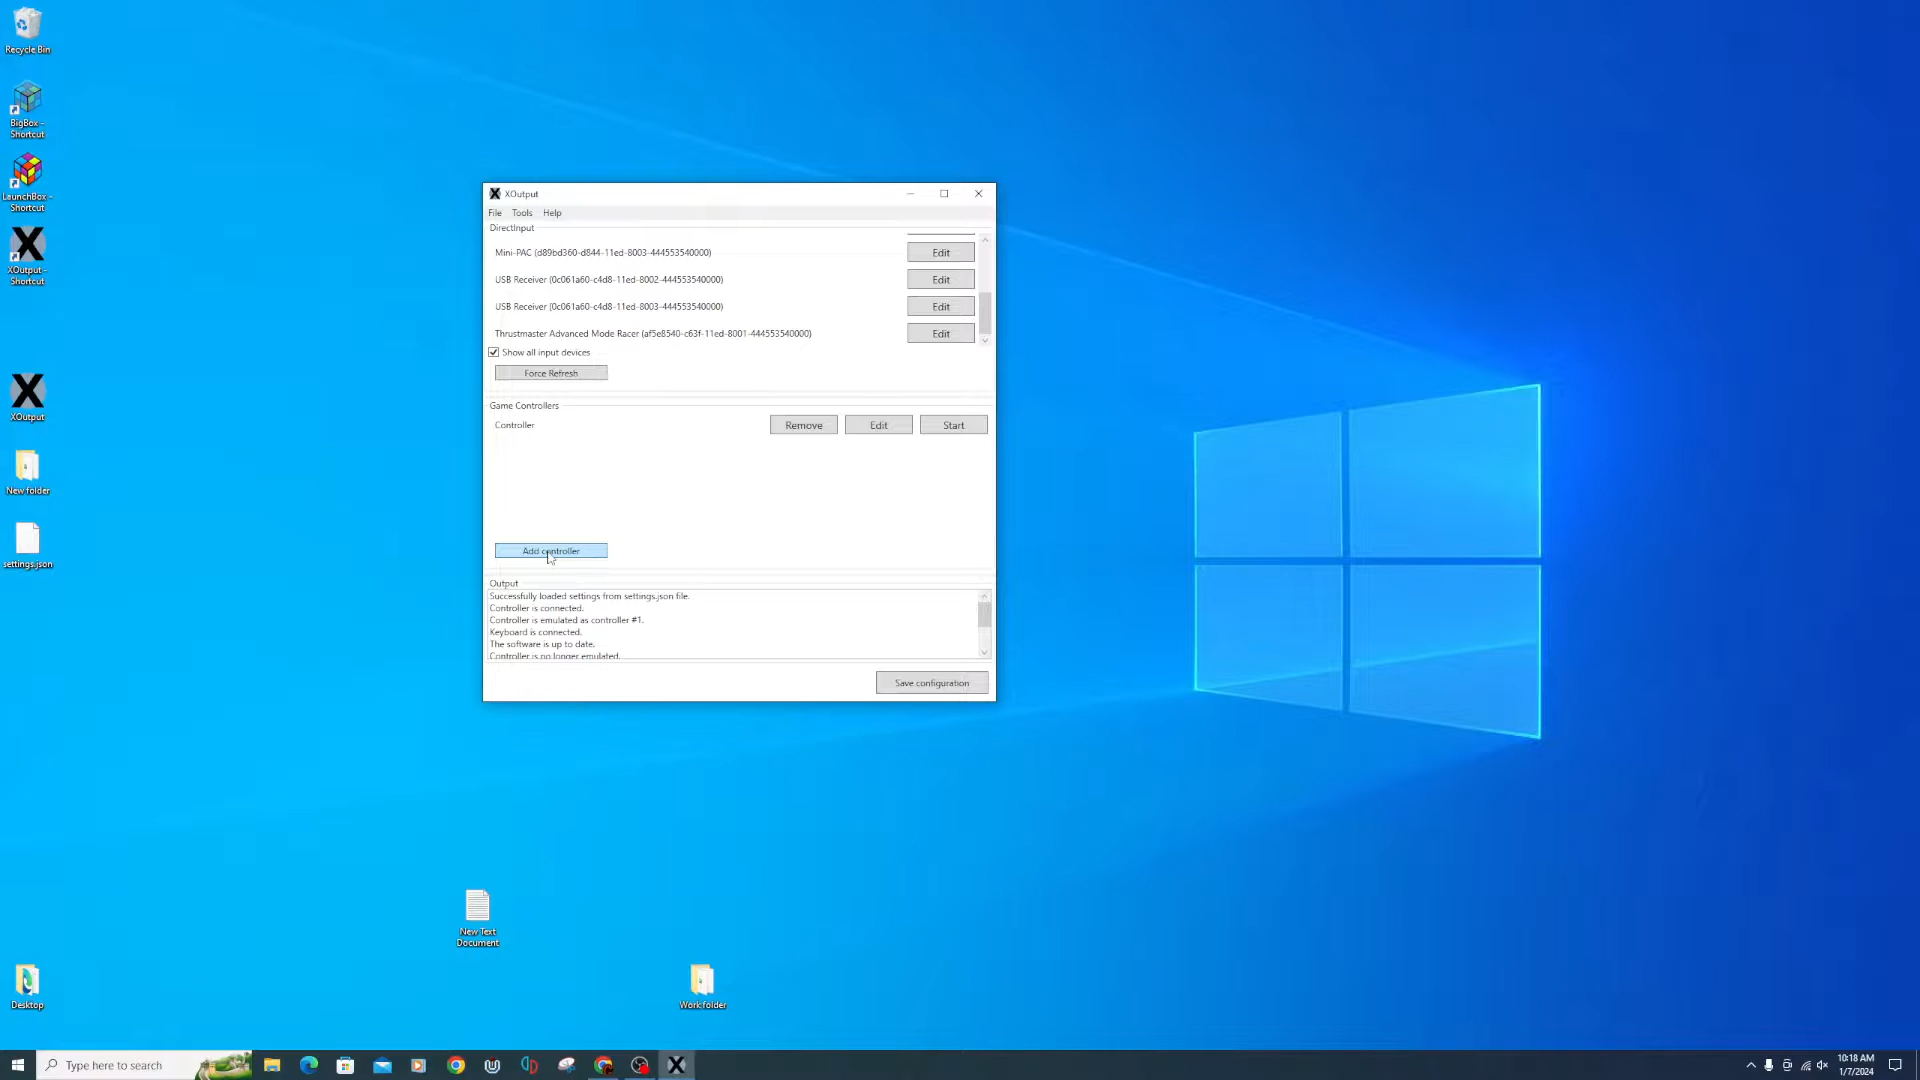 Recycle Bin
BigBox -
Shortcut
LaunchBox -
Shortcut
XOutput -
Shortcut
XOutput
New folder
settings.json
XOutput
File Tools Help
DirectInput
Mini-PAC (d89bd360-d844-11ed-8003-444553540000) Edit
USB Receiver (0c061a60-c4d8-11ed-8002-444553540000) Edit
USB Receiver (0c061a60-c4d8-11ed-8003-444553540000) Edit
Thrustmaster Advanced Mode Racer (af5e8540-c63f-11ed-8001-444553540000) Edit
Show all input devices
Force Refresh
Game Controllers
Controller Remove Edit Start
Add controller
Output
Successfully loaded settings from settings.json file.
Controller is connected.
Controller is emulated as controller #1.
Keyboard is connected.
The software is up to date.
Controller is no longer emulated.
Save configuration
New Text
Document
Desktop
Work folder
Type here to search
10:18 AM
1/7/2024